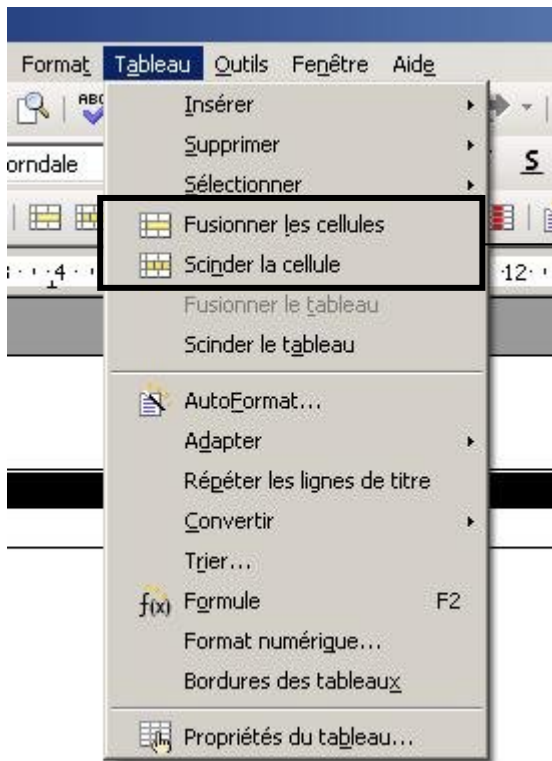 Format Tableau Outils Fenêtre Aide
ABC
Insérer
Supprimer
orndale
S
Sélectionner
Fusionner les cellules
Scinder la cellule
4
12
Fusionner le tableau
Scinder le tableau
AutoFormat...
Adapter
Répéter les lignes de titre
Convertir
Trier...
f(x) Formule F2
Format numérique...
Bordures des tableaux
Propriétés du tableau...